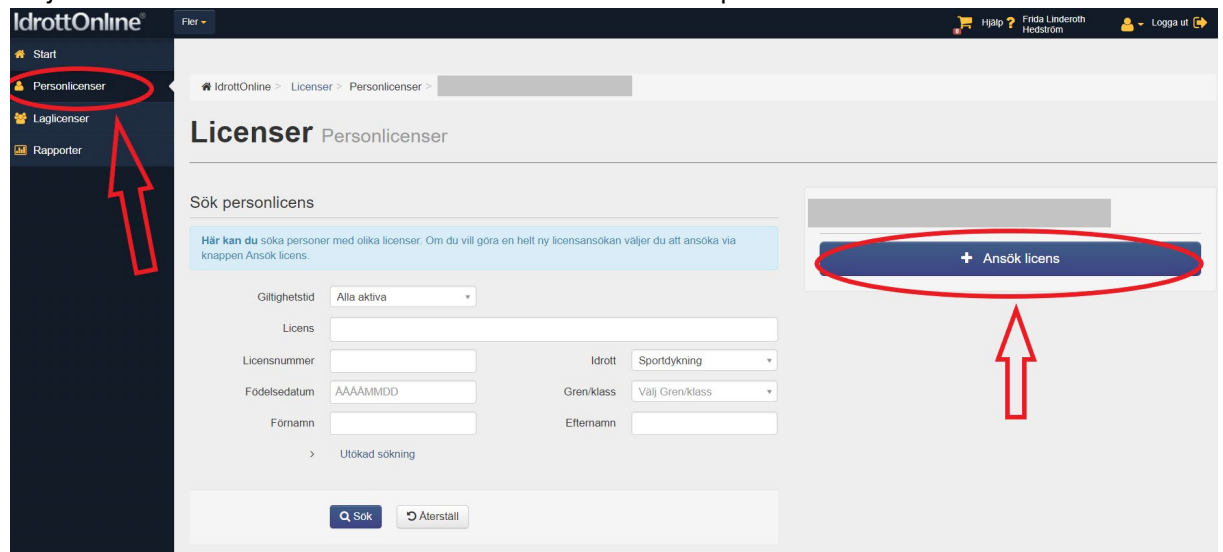 IdrottOnline®
Fler
0
Hjälp ?
Frida Linderoth
Hedström
Logga ut
Start
Personlicenser
Laglicenser
Rapporter
IdrottOnline > Licenser > Personlicenser >
Licenser Personlicenser
Sök personlicens
Här kan du söka personer med olika licenser. Om du vill göra en helt ny licensansökan väljer du att ansöka via
knappen Ansök licens.
+ Ansök licens
Giltighetstid Alla aktiva
Licens
Licensnummer
Idrott Sportdykning
Födelsedatum ÅÅÅÅMMDD
Gren/klass Välj Gren/klass
Förnamn
Efternamn
> Utökad sökning
Sök
Återställ